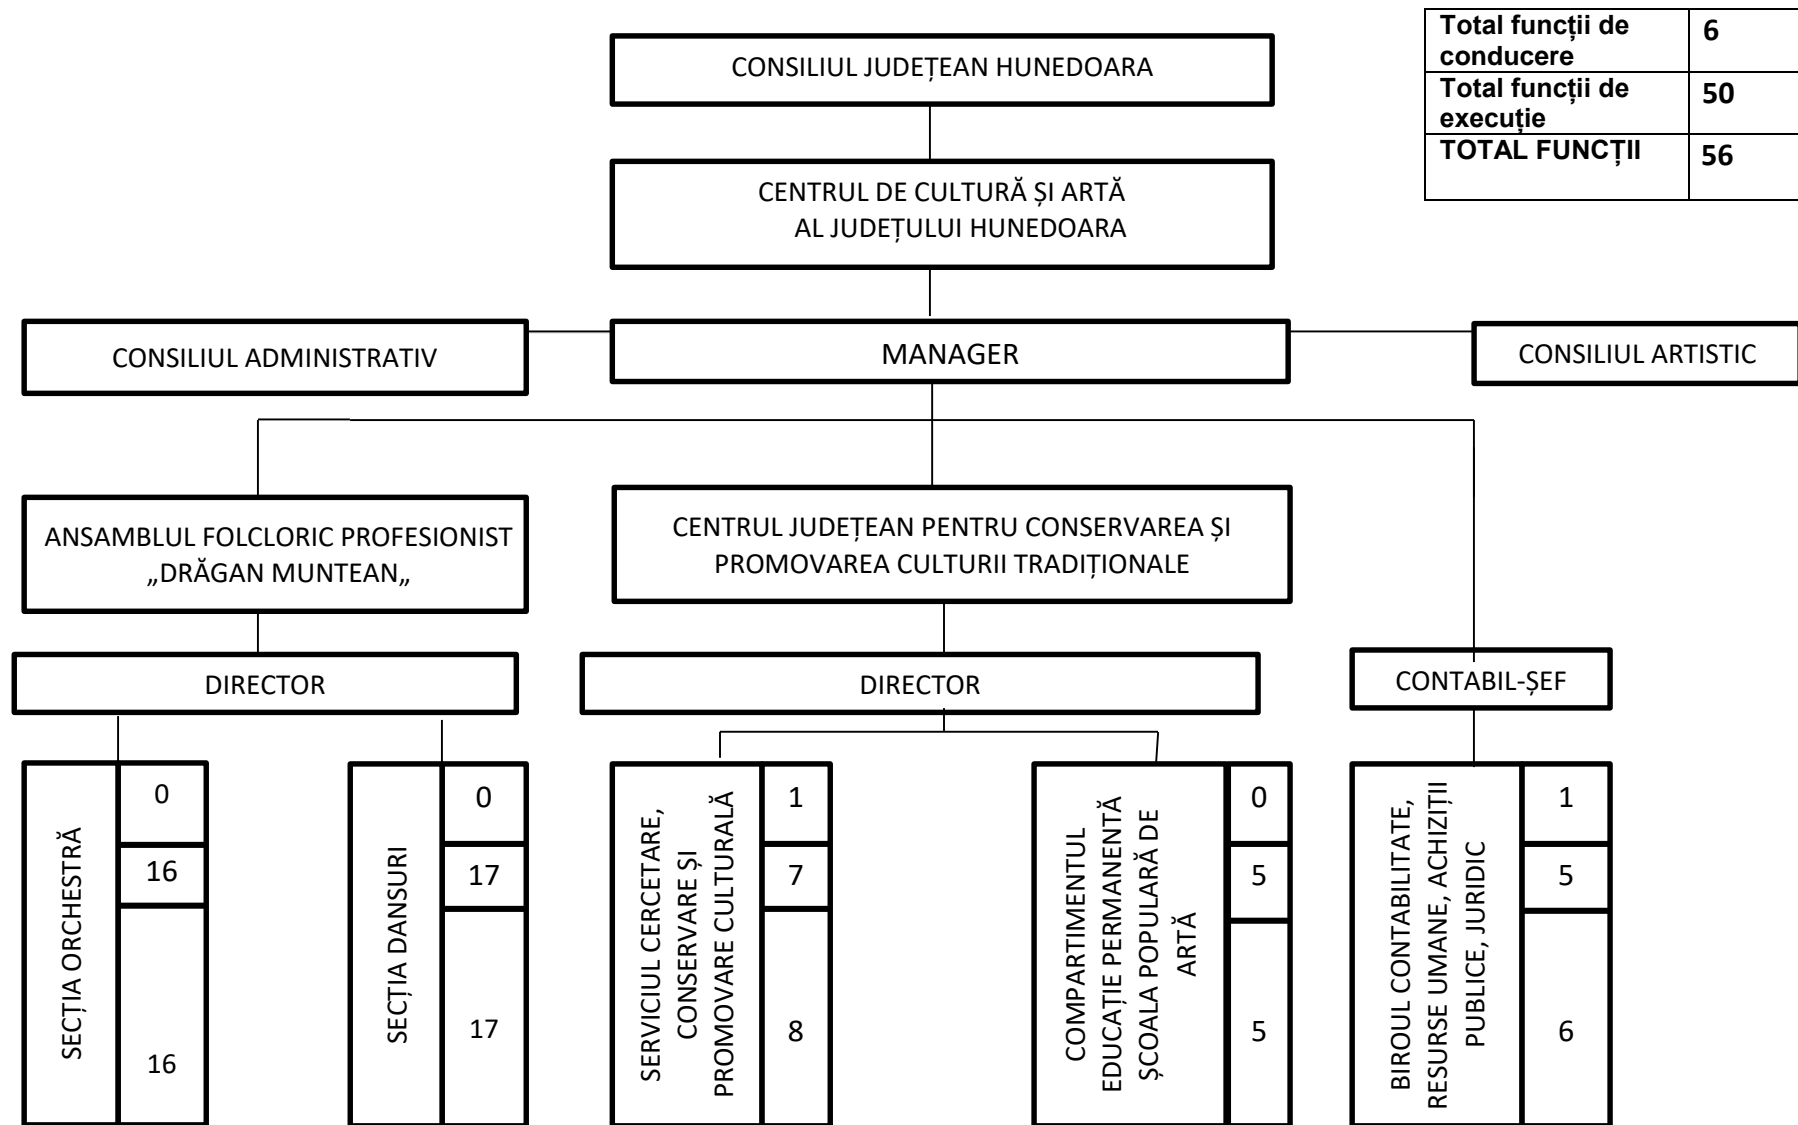 Total funcții de
conducere
6
Total funcții de
execuție
50
TOTAL FUNCȚII
56
CONSILIUL JUDEȚEAN HUNEDOARA
CENTRUL DE CULTURĂ ȘI ARTĂ
AL JUDEȚULUI HUNEDOARA
CONSILIUL ADMINISTRATIV
MANAGER
CONSILIUL ARTISTIC
ANSAMBLUL FOLCLORIC PROFESIONIST
„DRĂGAN MUNTEAN„
CENTRUL JUDEȚEAN PENTRU CONSERVAREA ȘI
PROMOVAREA CULTURII TRADIȚIONALE
DIRECTOR
DIRECTOR
CONTABIL-ȘEF
SECȚIA ORCHESTRĂ
0
16
16
SECȚIA DANSURI
0
17
17
SERVICIUL CERCETARE,
CONSERVARE ȘI
PROMOVARE CULTURALĂ
1
7
8
COMPARTIMENTUL
EDUCAȚIE PERMANENTĂ
ȘCOALA POPULARĂ DE
ARTĂ
0
5
5
BIROUL CONTABILITATE,
RESURSE UMANE, ACHIZIȚII
PUBLICE, JURIDIC
1
5
6